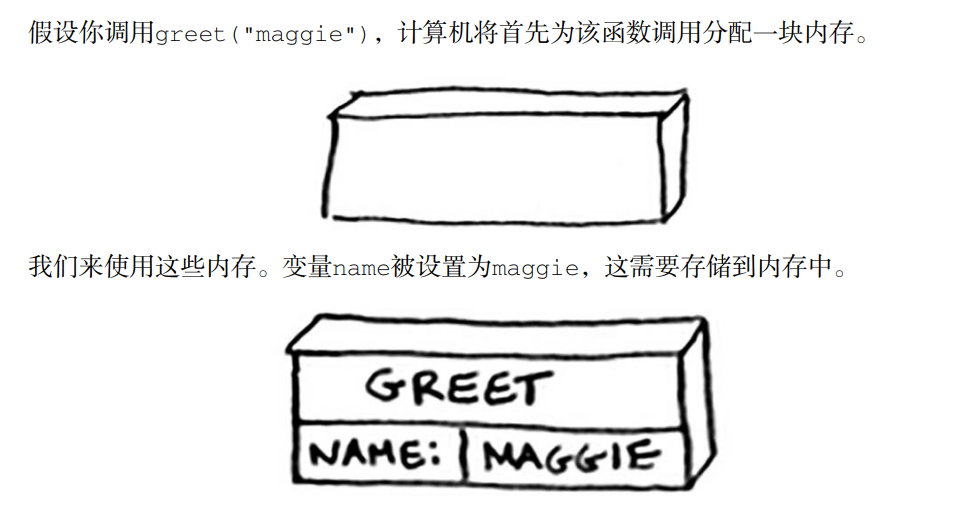 假设你调用greet("maggie"),计算机将首先为该函数调用分配一块内存。
我们来使用这些内存。变量name被设置为maggie,这需要存储到内存中。
GREET
NAME: MAGGIE